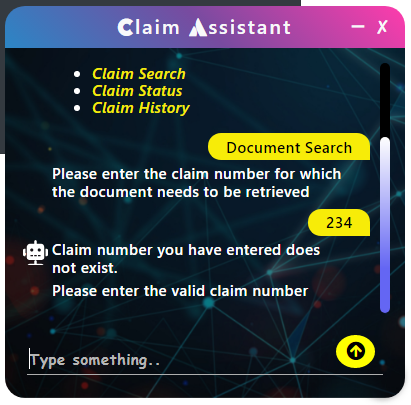 Claim Assistant
Claim Search
Claim Status
Claim History
Document Search
Please enter the claim number for which
the document needs to be retrieved
234
Claim number you have entered does
not exist.
Please enter the valid claim number
Type something..